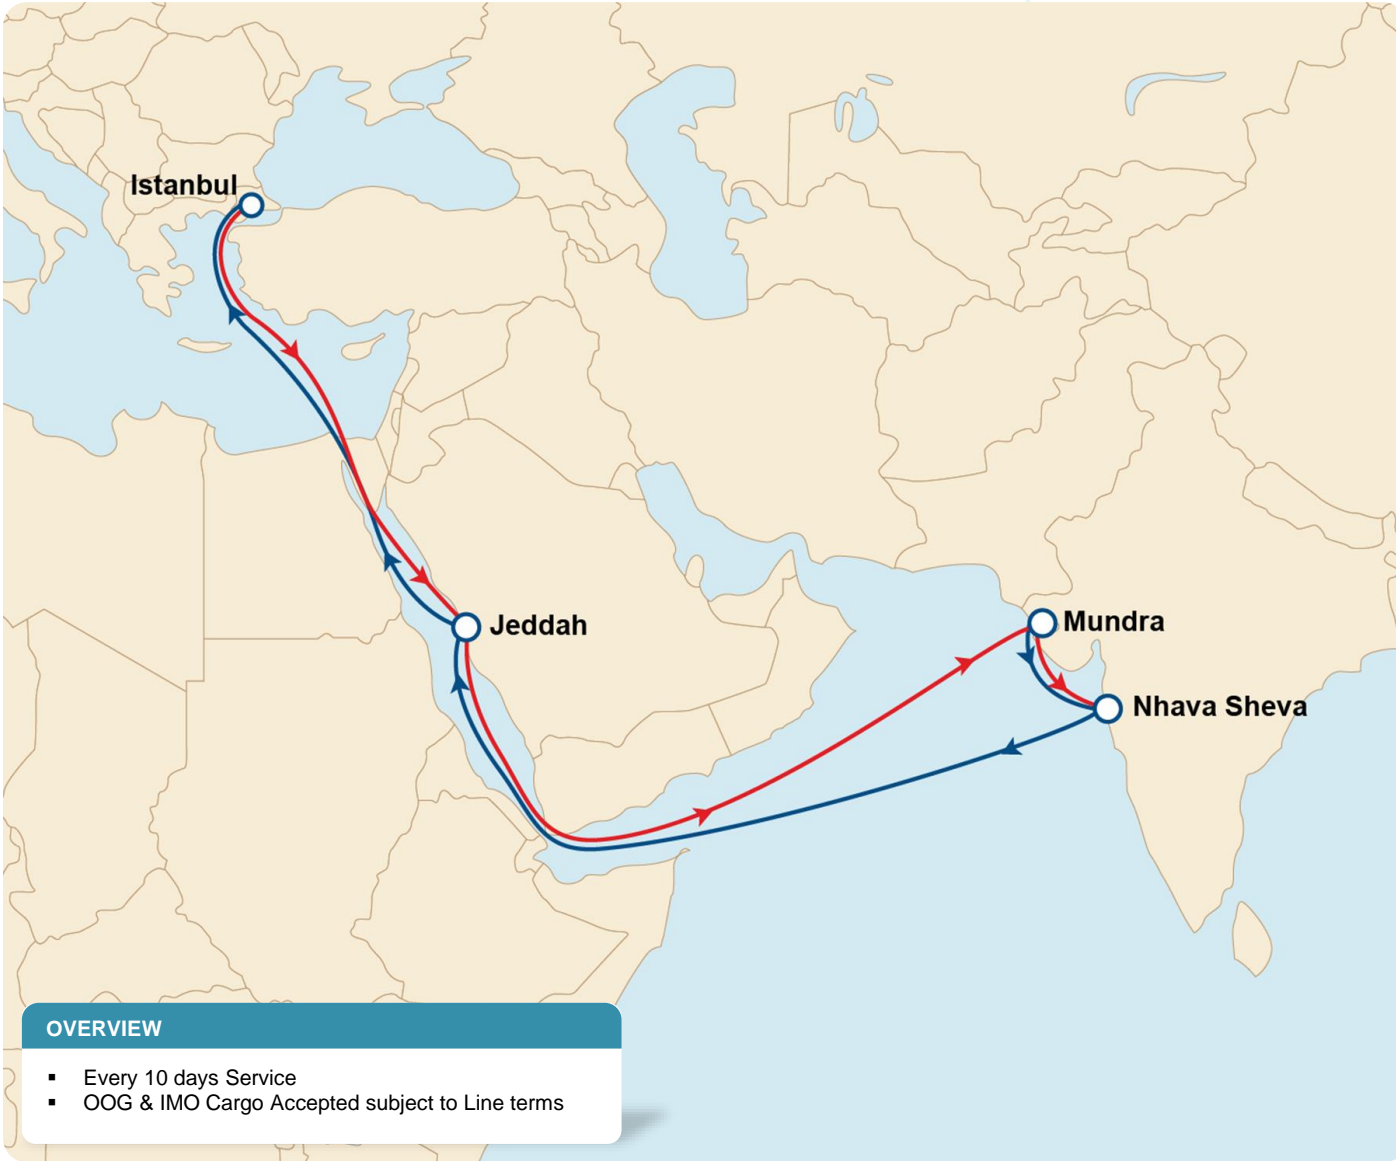 Istanbul
Jeddah
Mundra
Nhava Sheva
OVERVIEW
▪ Every 10 days Service
▪ OOG & IMO Cargo Accepted subject to Line terms